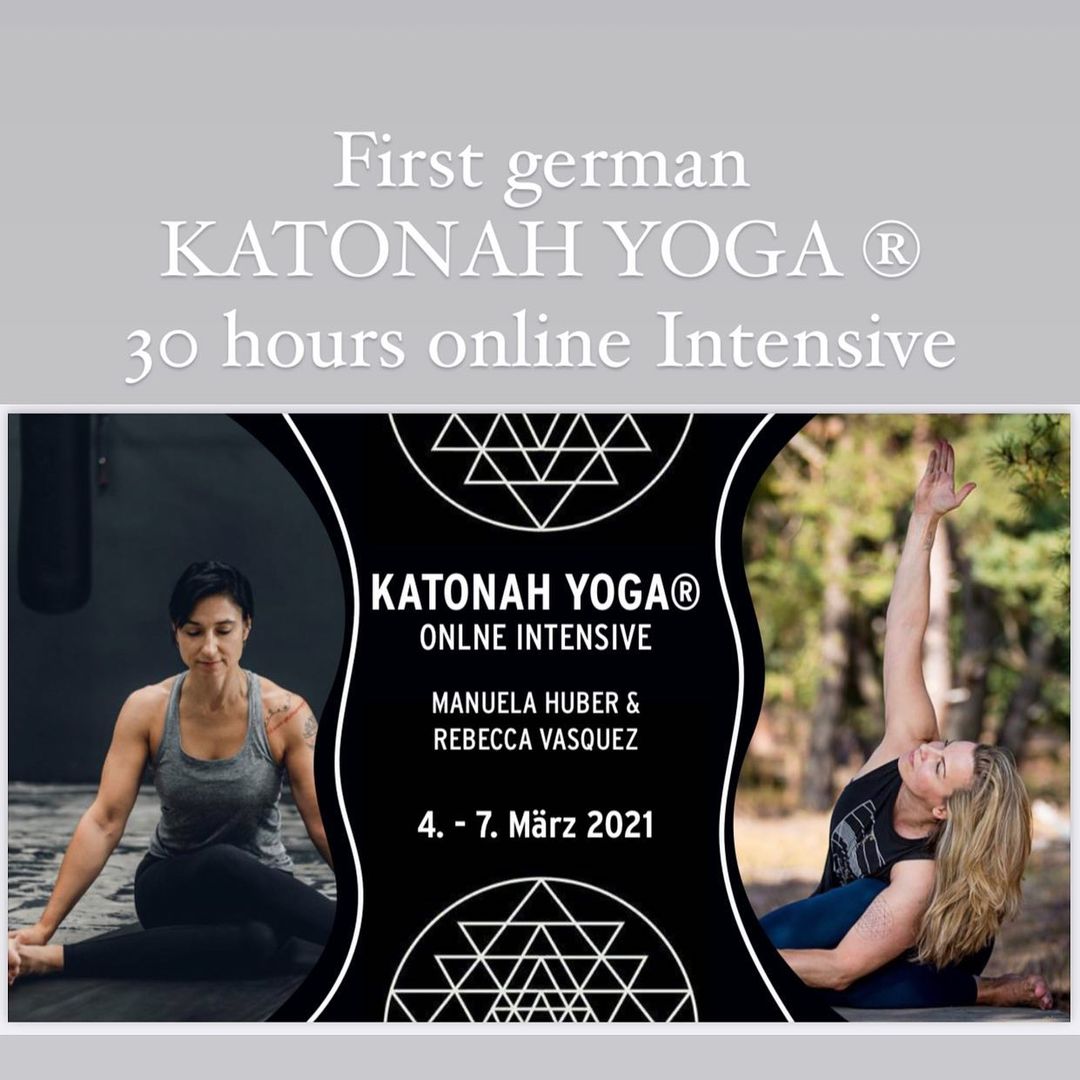 First german
KATONAH YOGA ®
30 hours online Intensive
KATONAH YOGA®
ONLNE INTENSIVE
MANUELA HUBER &
REBECCA VASQUEZ
4. - 7. März 2021